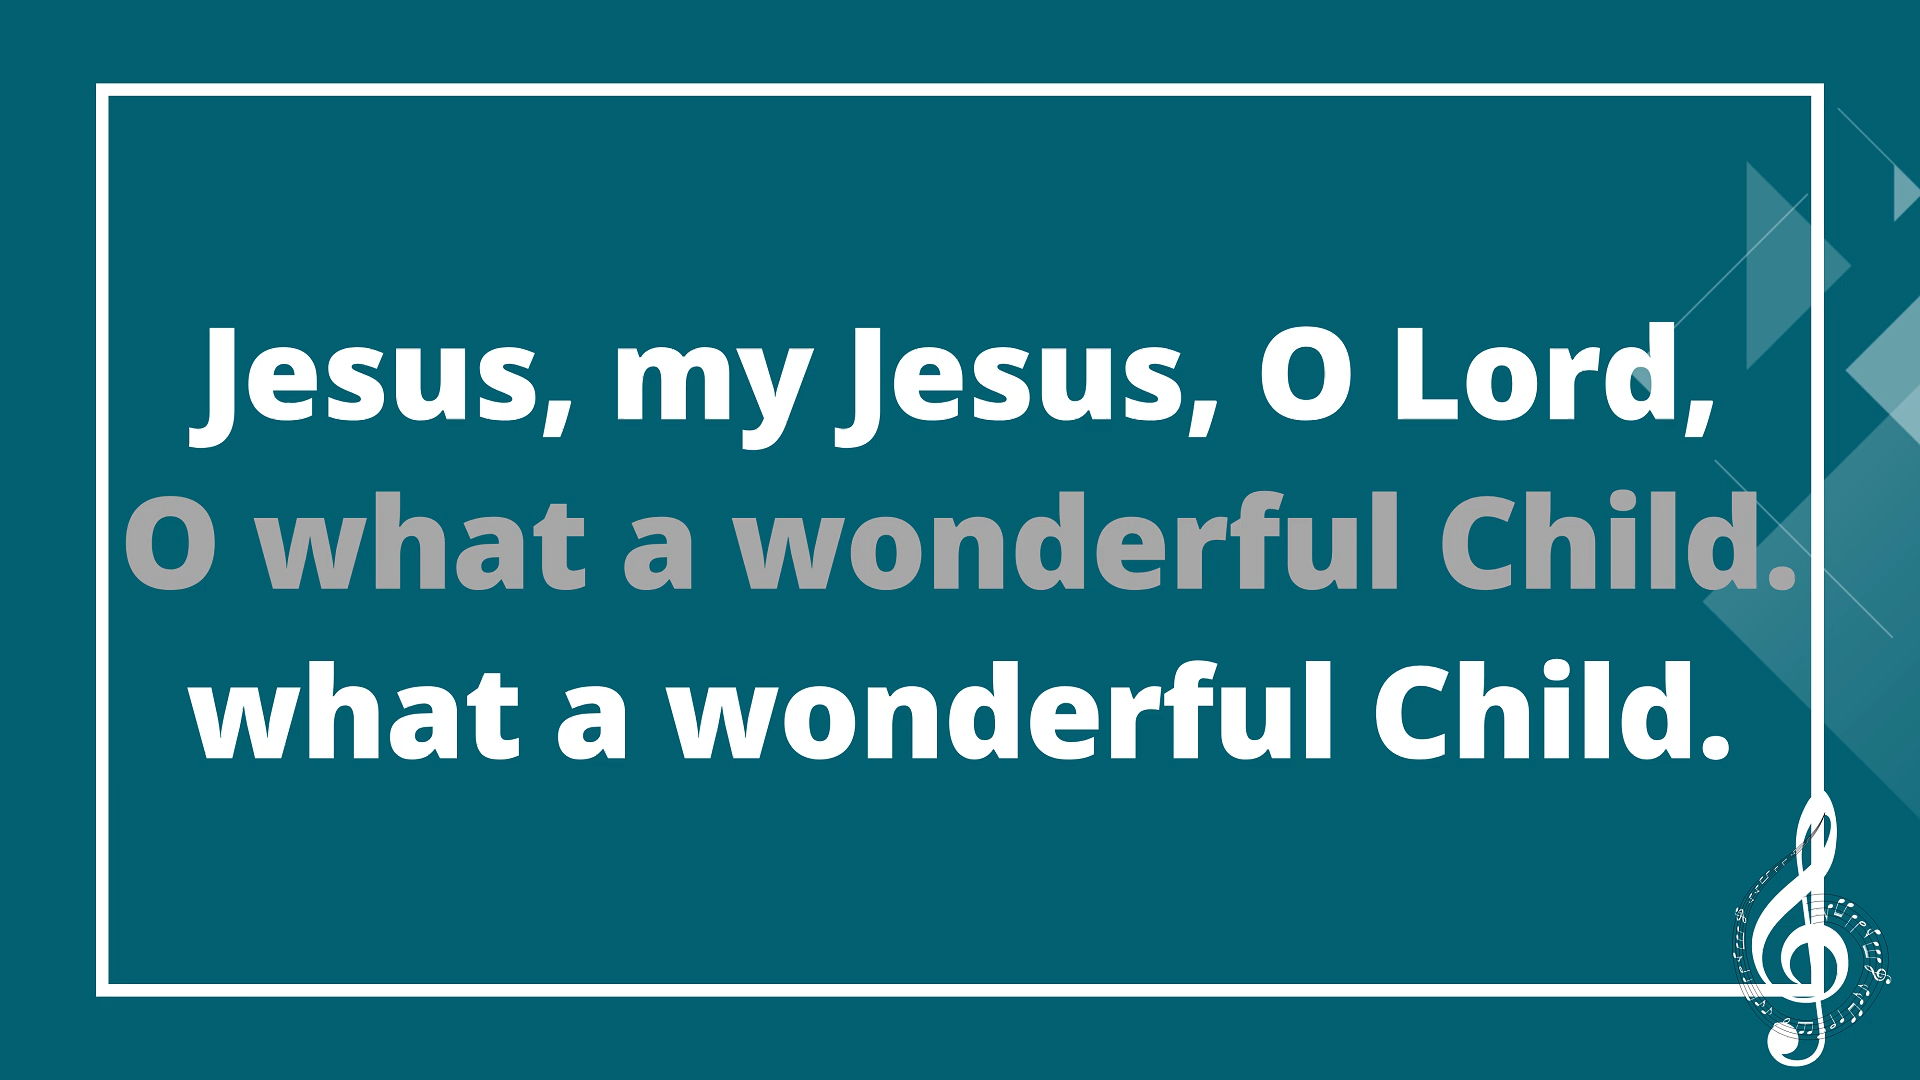 Jesus, my Jesus, O Lord,
O what a wonderful Child.
what a wonderful Child.